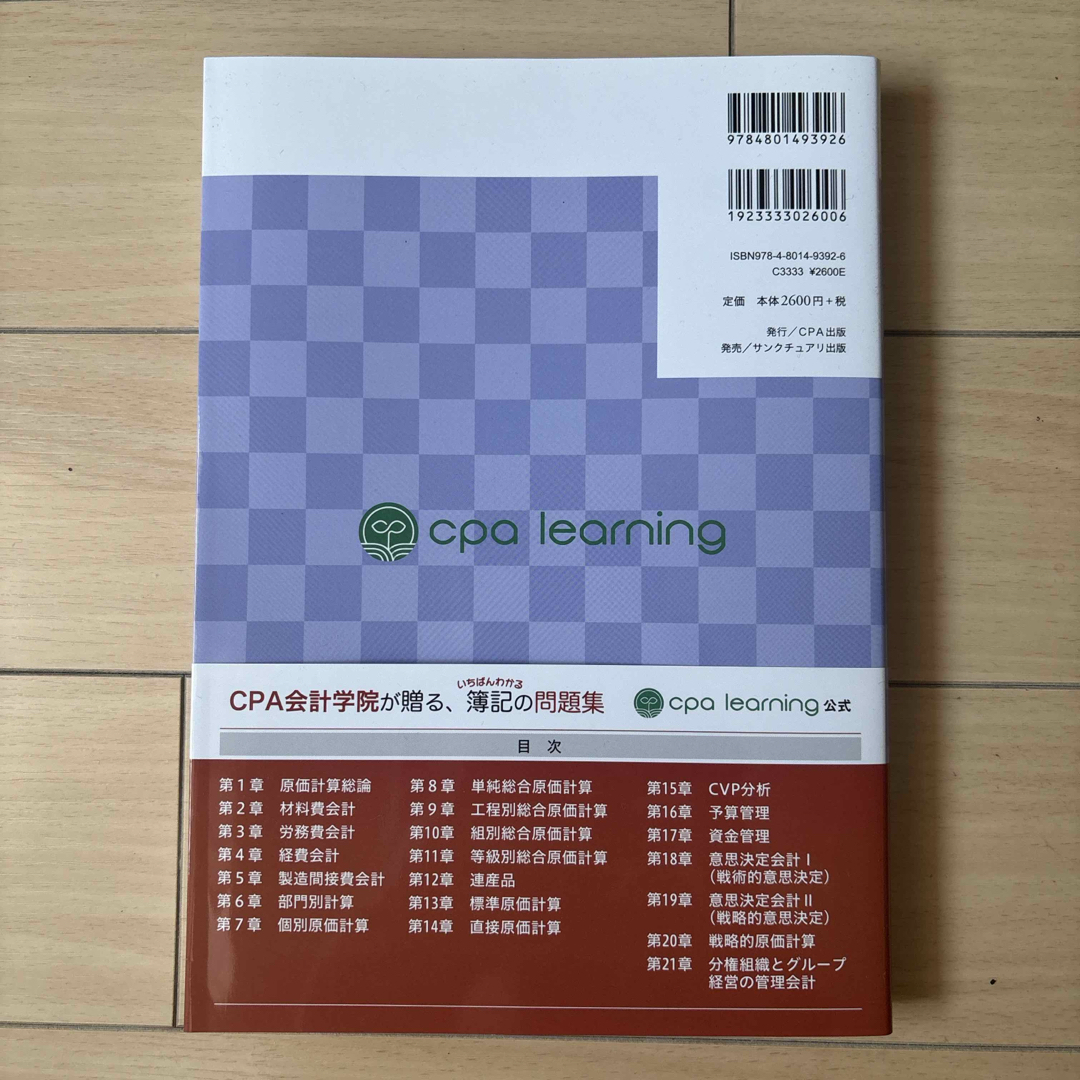 9784801493926
1923333026006
ISBN978-4-8014-9392-6
C3333 ¥2600E
定価 本体2600円+税
発行／CPA出版
発売／サンクチュアリ出版
cpa learning
いちばんわかる
CPA会計学院が贈る、簿記の問題集
cpa learning 公式
目 次
第1章 原価計算総論
第2章 材料費会計
第3章 労務費会計
第4章 経費会計
第5章 製造間接費会計
第6章 部門別計算
第7章 個別原価計算
第8章 単純総合原価計算
第9章 工程別総合原価計算
第10章 組別総合原価計算
第11章 等級別総合原価計算
第12章 連産品
第13章 標準原価計算
第14章 直接原価計算
第15章 CVP分析
第16章 予算管理
第17章 資金管理
第18章 意思決定会計Ⅰ
（戦術的意思決定）
第19章 意思決定会計Ⅱ
（戦略的意思決定）
第20章 戦略的原価計算
第21章 分権組織とグループ
経営の管理会計